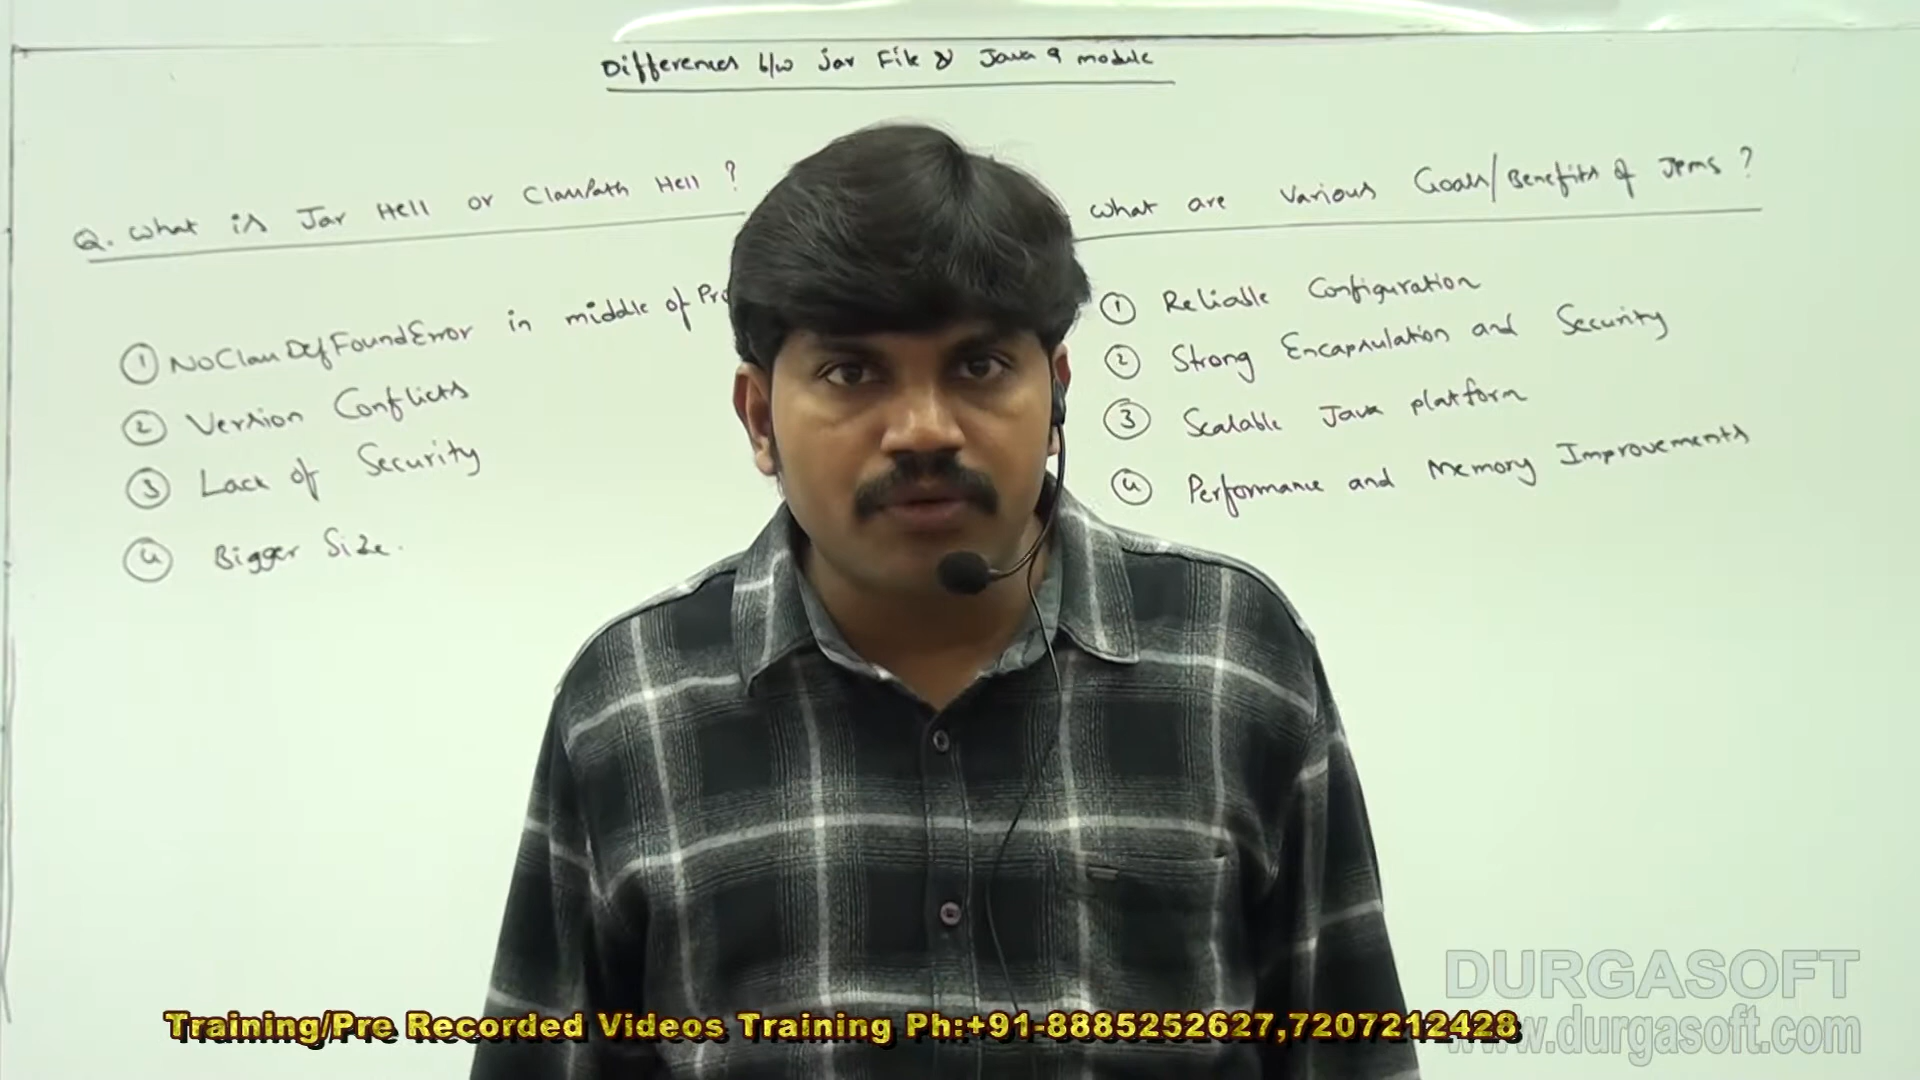 Differences b/w Jar File & Java 9 module
Q. What is Jar Hell or ClassPath Hell ?
① NoClassDefFoundError in middle of Pro
② Version Conflicts
③ Lack of Security
④ Bigger Size.
What are various Goals/Benefits of JPMS ?
① Reliable Configuration
② Strong Encapsulation and Security
③ Scalable Java platform
④ Performance and Memory Improvements
DURGASOFT
www.durgasoft.com
Training/Pre Recorded Videos Training Ph:+91-8885252627,7207212428